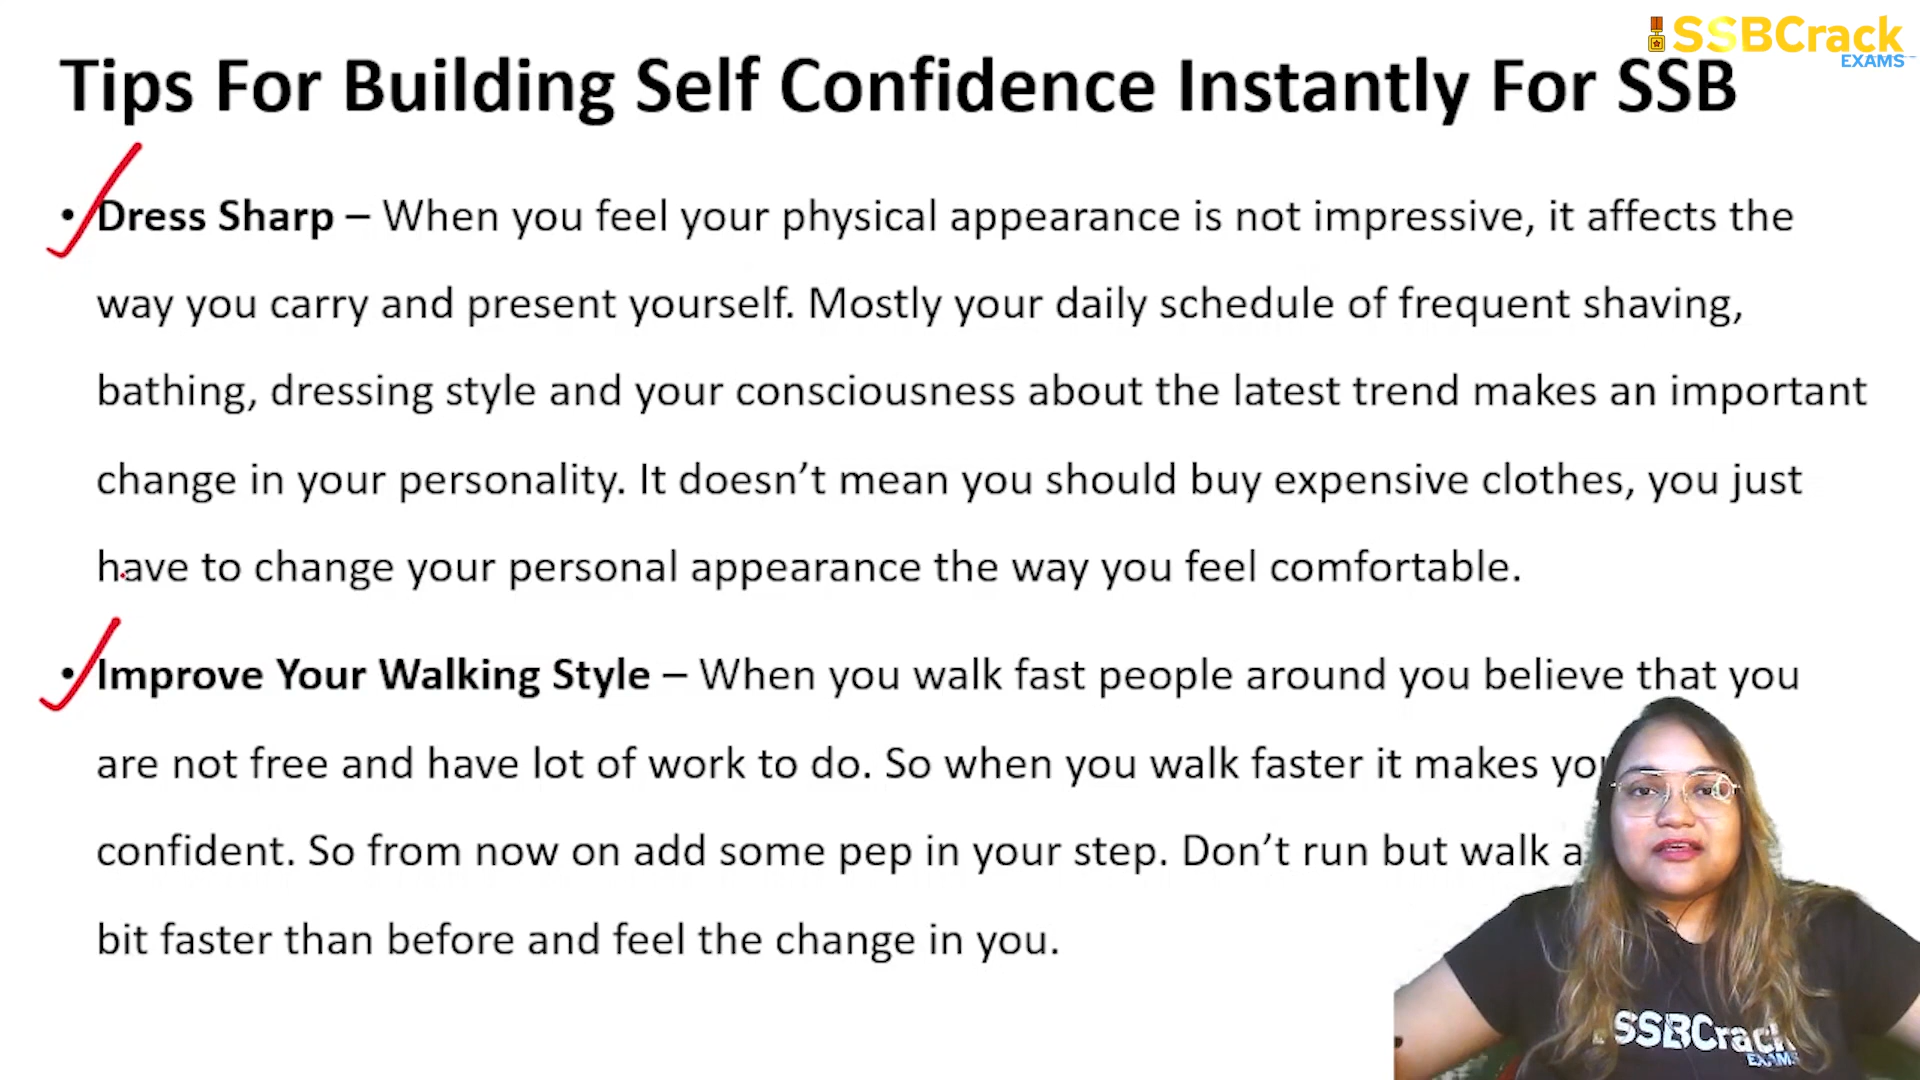 SSBCrack
EXAMS
Tips For Building Self Confidence Instantly For SSB
• Dress Sharp – When you feel your physical appearance is not impressive, it affects the
way you carry and present yourself. Mostly your daily schedule of frequent shaving,
bathing, dressing style and your consciousness about the latest trend makes an important
change in your personality. It doesn’t mean you should buy expensive clothes, you just
have to change your personal appearance the way you feel comfortable.
• Improve Your Walking Style – When you walk fast people around you believe that you
are not free and have lot of work to do. So when you walk faster it makes
confident. So from now on add some pep in your step. Don’t run but walk a
bit faster than before and feel the change in you.
SSBCrack
EXAMS